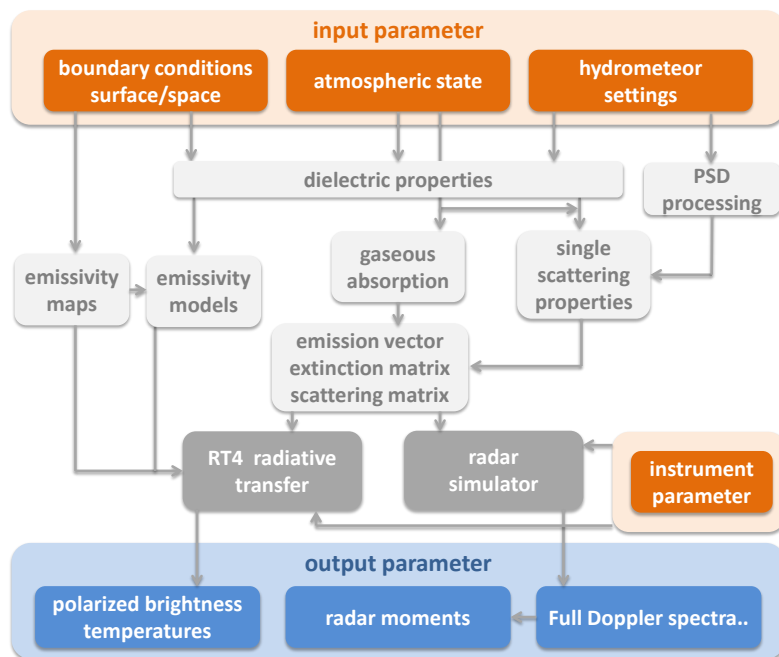 input parameter
boundary conditions
surface/space
atmospheric state
hydrometeor
settings
dielectric properties
PSD
processing
emissivity
maps
emissivity
models
gaseous
absorption
single
scattering
properties
emission vector
extinction matrix
scattering matrix
RT4 radiative
transfer
radar
simulator
instrument
parameter
output parameter
polarized brightness
temperatures
radar moments
Full Doppler spectra..